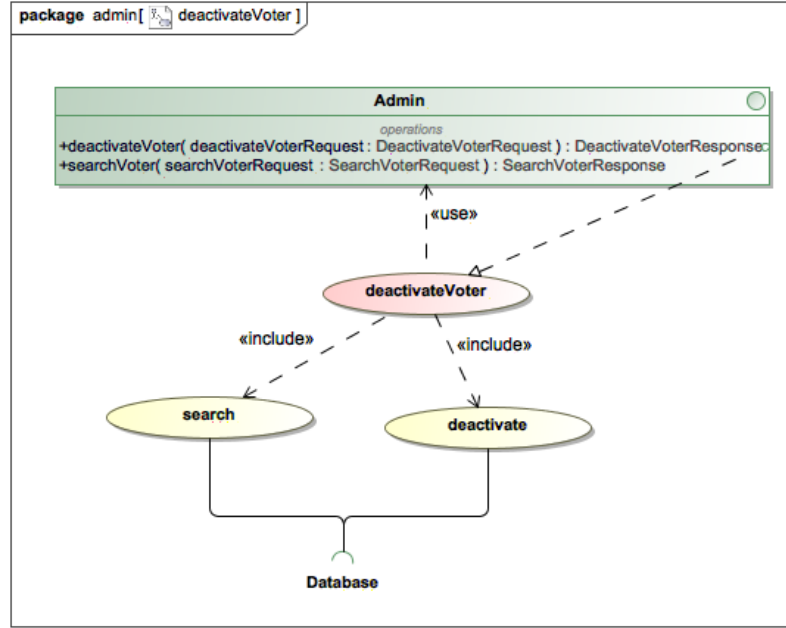 package admin[ deactivateVoter ]
Admin
operations
+deactivateVoter( deactivateVoterRequest : DeactivateVoterRequest ) : DeactivateVoterResponse
+searchVoter( searchVoterRequest : SearchVoterRequest ) : SearchVoterResponse
«use»
deactivateVoter
«include»
«include»
search
deactivate
Database